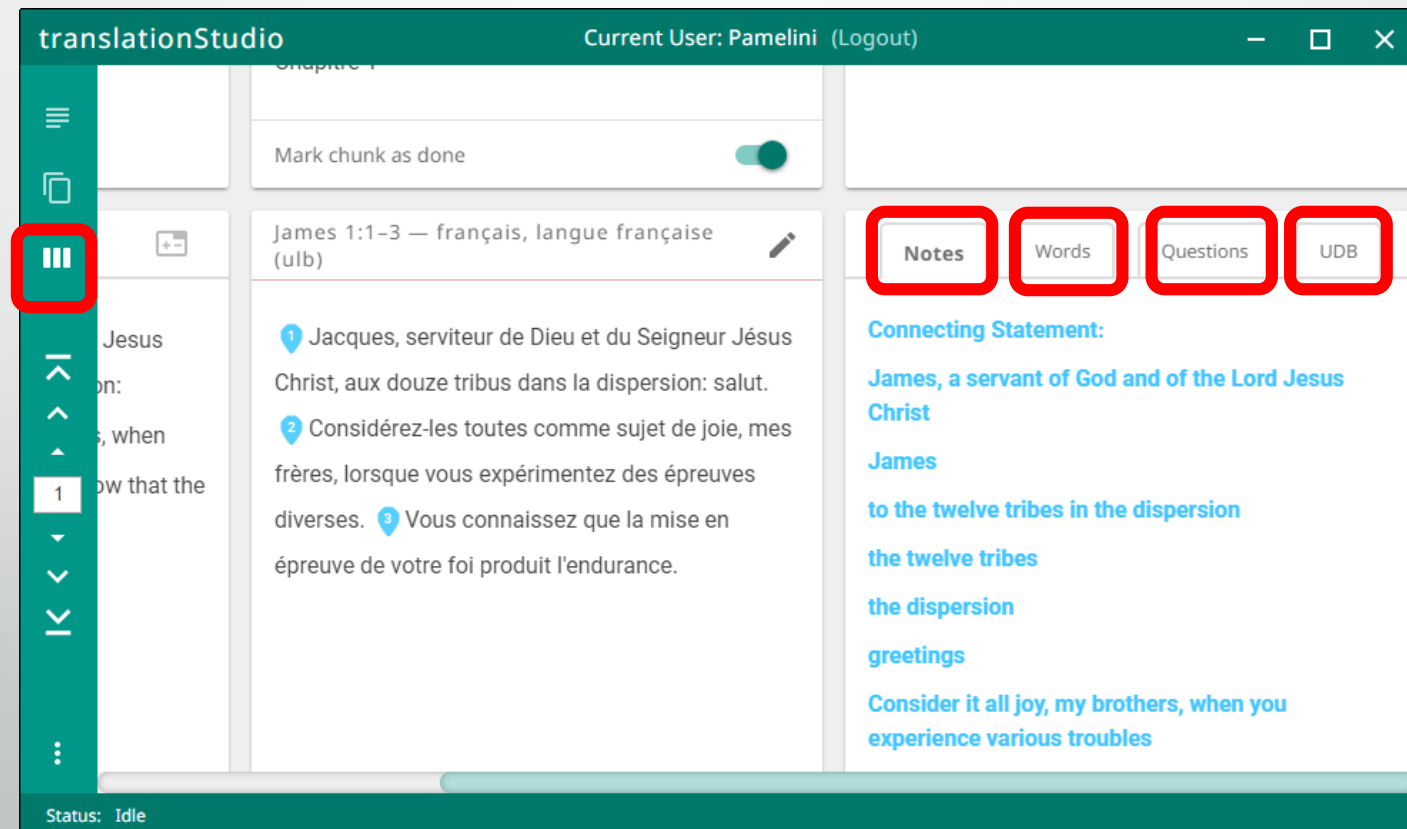 translationStudio
Current User: Pamelini (Logout)
Mark chunk as done
James 1:1–3 — français, langue française
(ulb)
Jesus
on:
s, when
ow that the
1
1 Jacques, serviteur de Dieu et du Seigneur Jésus
Christ, aux douze tribus dans la dispersion: salut.
2 Considérez-les toutes comme sujet de joie, mes
frères, lorsque vous expérimentez des épreuves
diverses. 3 Vous connaissez que la mise en
épreuve de votre foi produit l'endurance.
Notes
Words
Questions
UDB
Connecting Statement:
James, a servant of God and of the Lord Jesus
Christ
James
to the twelve tribes in the dispersion
the twelve tribes
the dispersion
greetings
Consider it all joy, my brothers, when you
experience various troubles
Status: Idle